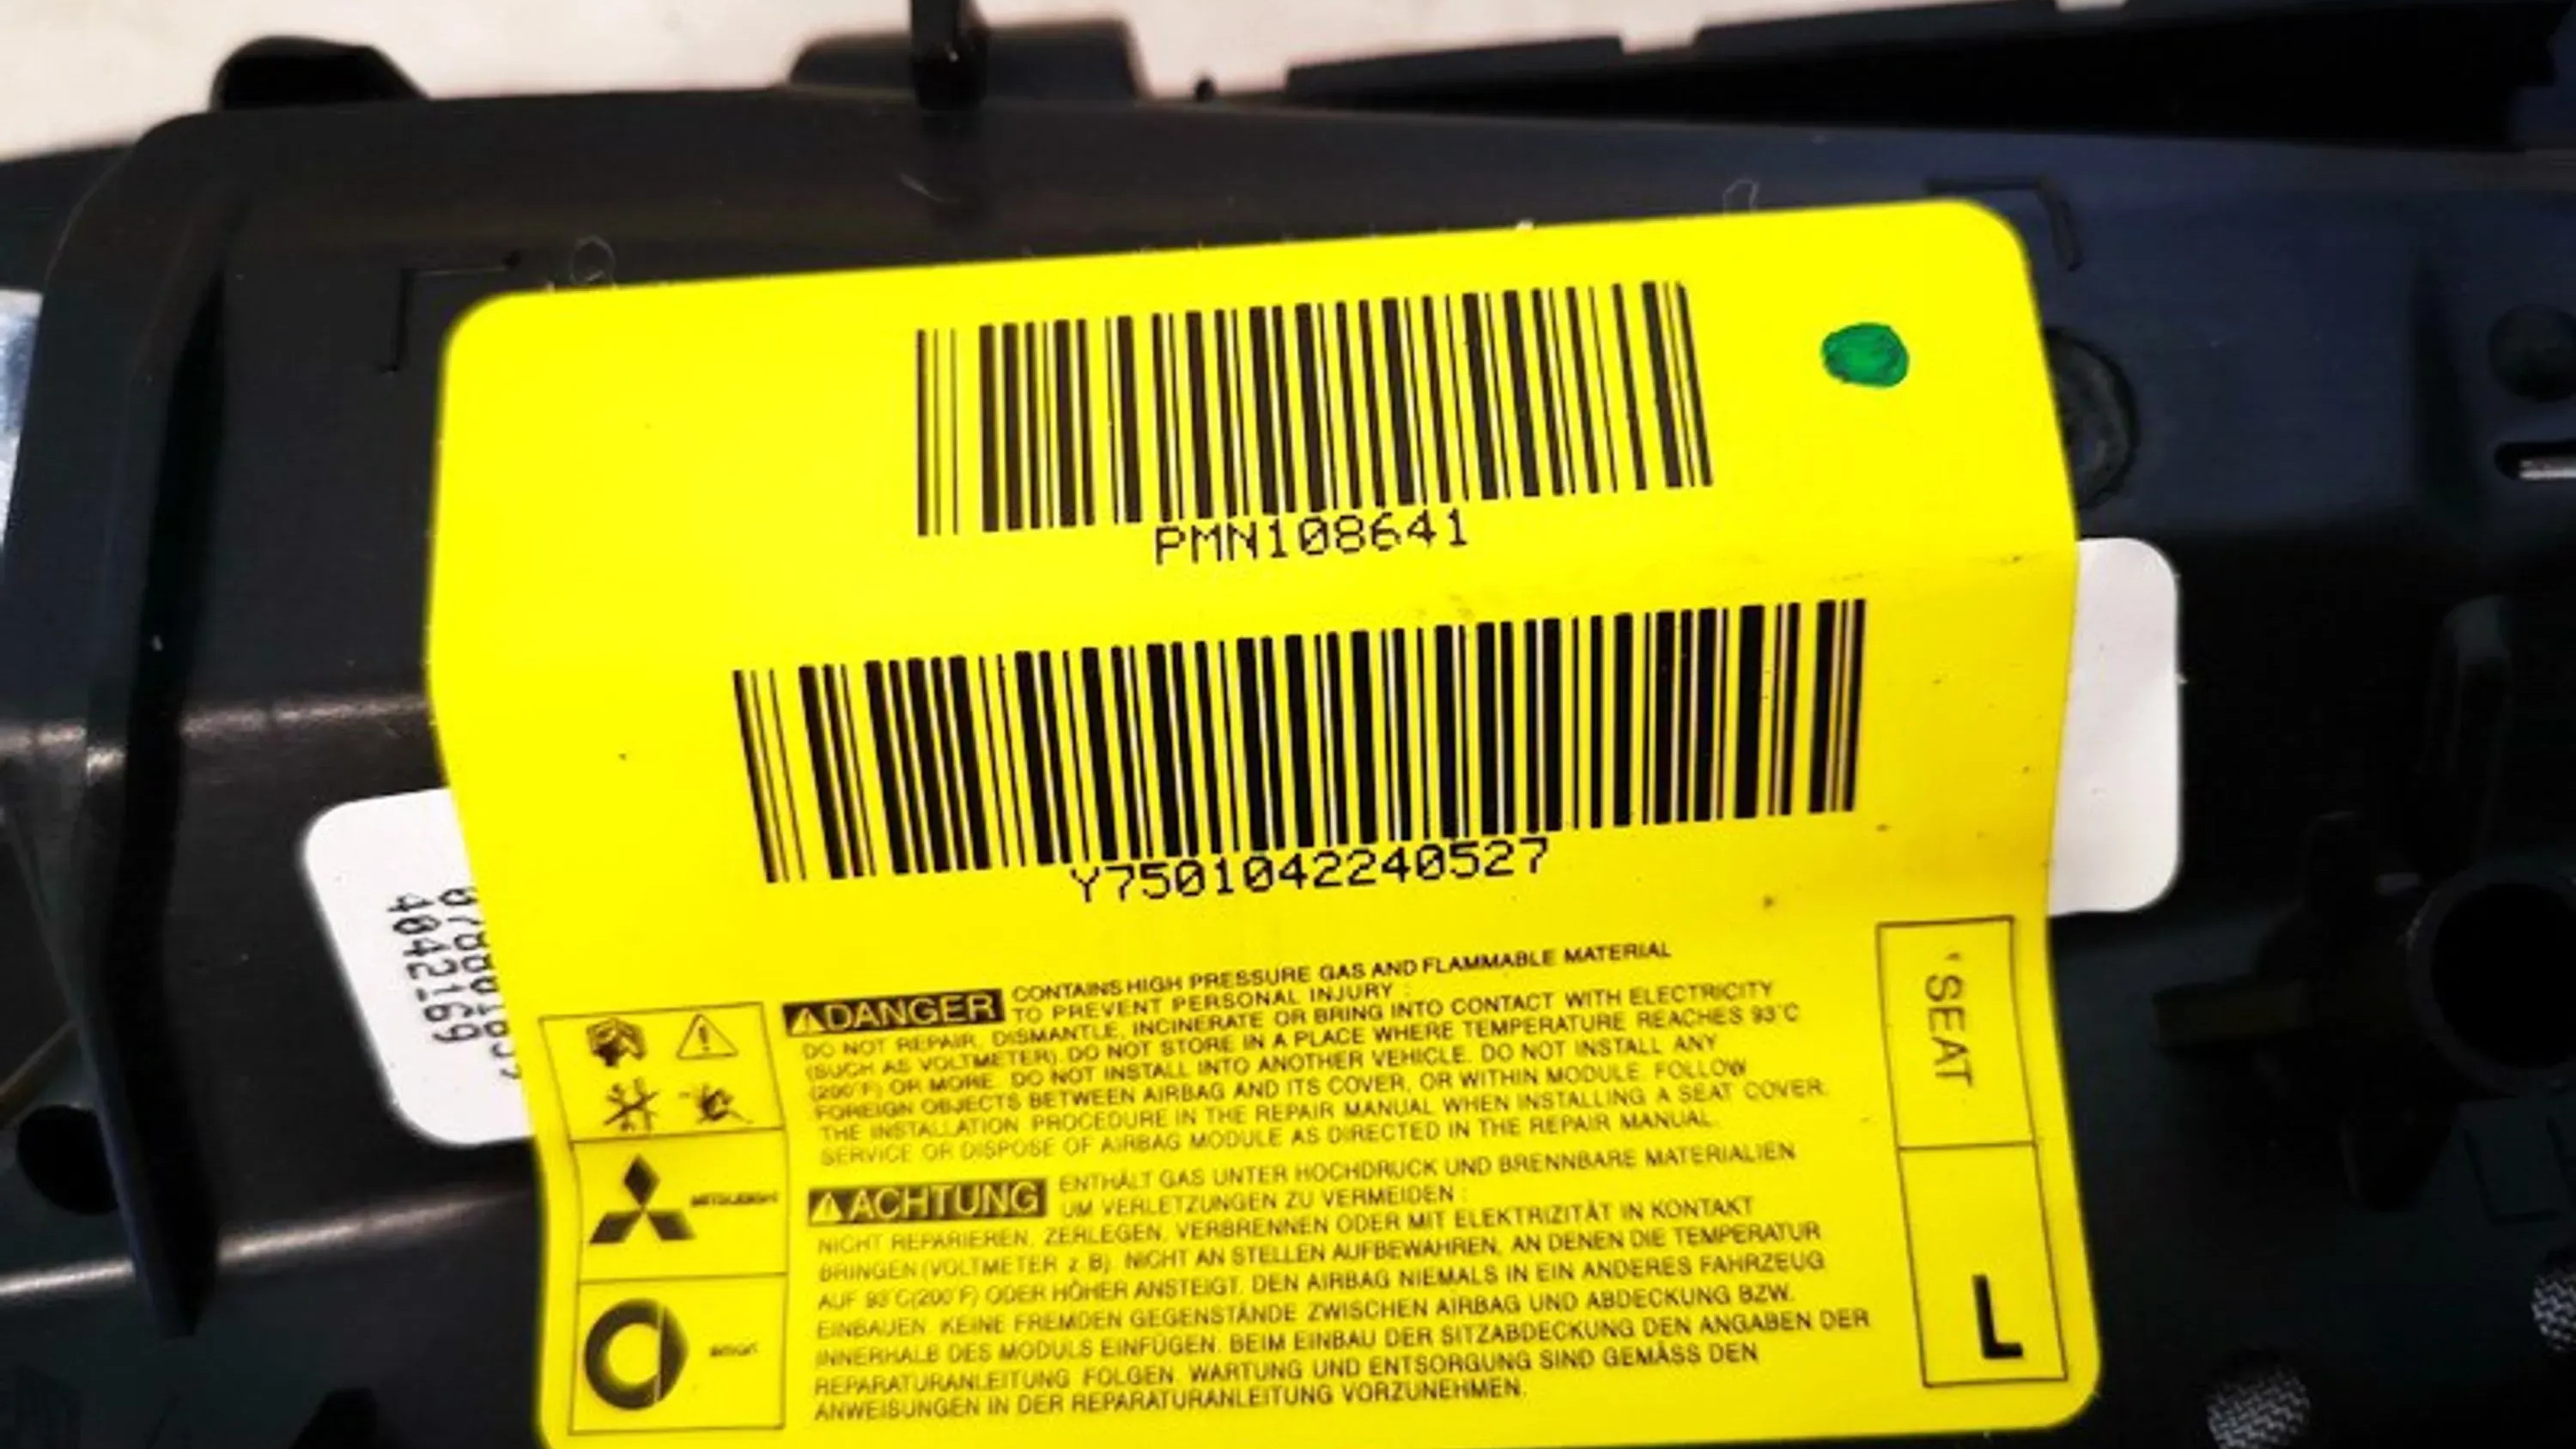 PMN108641
Y7501042240527
DANGER CONTAINS HIGH PRESSURE GAS AND FLAMMABLE MATERIAL
TO PREVENT PERSONAL INJURY :
DO NOT REPAIR, DISMANTLE, INCINERATE OR BRING INTO CONTACT WITH ELECTRICITY
(SUCH AS VOLTMETER). DO NOT STORE IN A PLACE WHERE TEMPERATURE REACHES 93°C
(200°F) OR MORE. DO NOT INSTALL INTO ANOTHER VEHICLE. DO NOT INSTALL ANY
FOREIGN OBJECTS BETWEEN AIRBAG AND ITS COVER, OR WITHIN MODULE. FOLLOW
THE INSTALLATION PROCEDURE IN THE REPAIR MANUAL WHEN INSTALLING A SEAT COVER.
SERVICE OR DISPOSE OF AIRBAG MODULE AS DIRECTED IN THE REPAIR MANUAL.
ACHTUNG ENTHÄLT GAS UNTER HOCHDRUCK UND BRENNBARE MATERIALIEN
UM VERLETZUNGEN ZU VERMEIDEN :
NICHT REPARIEREN, ZERLEGEN, VERBRENNEN ODER MIT ELEKTRIZITÄT IN KONTAKT
BRINGEN (VOLTMETER z.B). NICHT AN STELLEN AUFBEWAHREN, AN DENEN DIE TEMPERATUR
AUF 93°C(200°F) ODER HÖHER ANSTEIGT. DEN AIRBAG NIEMALS IN EIN ANDERES FAHRZEUG
EINBAUEN. KEINE FREMDEN GEGENSTÄNDE ZWISCHEN AIRBAG UND ABDECKUNG BZW.
INNERHALB DES MODULS EINFÜGEN. BEIM EINBAU DER SITZABDECKUNG DEN ANGABEN DER
REPARATURANLEITUNG FOLGEN. WARTUNG UND ENTSORGUNG SIND GEMÄSS DEN
ANWEISUNGEN IN DER REPARATURANLEITUNG VORZUNEHMEN.
MITSUBISHI
smart
SEAT
L
4042169